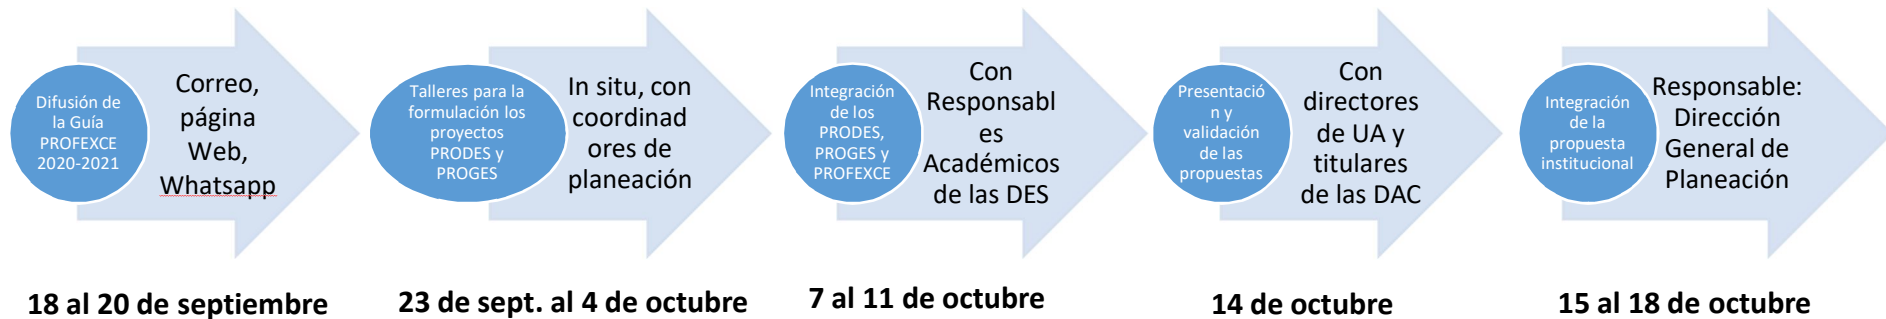 Difusión de
la Guía
PROFEXCE
2020-2021
Correo,
página
Web,
Whatsapp
18 al 20 de septiembre
Talleres para la
formulación los
proyectos
PRODES y
PROGES
In situ, con
coordinad
ores de
planeación
23 de sept. al 4 de octubre
Integración
de los
PRODES,
PROGES y
PROFEXCE
Con
Responsabl
es
Académicos
de las DES
7 al 11 de octubre
Presentació
n y
validación
de las
propuestas
Con
directores
de UA y
titulares
de las DAC
14 de octubre
Integración
de la
propuesta
institucional
Responsable:
Dirección
General de
Planeación
15 al 18 de octubre